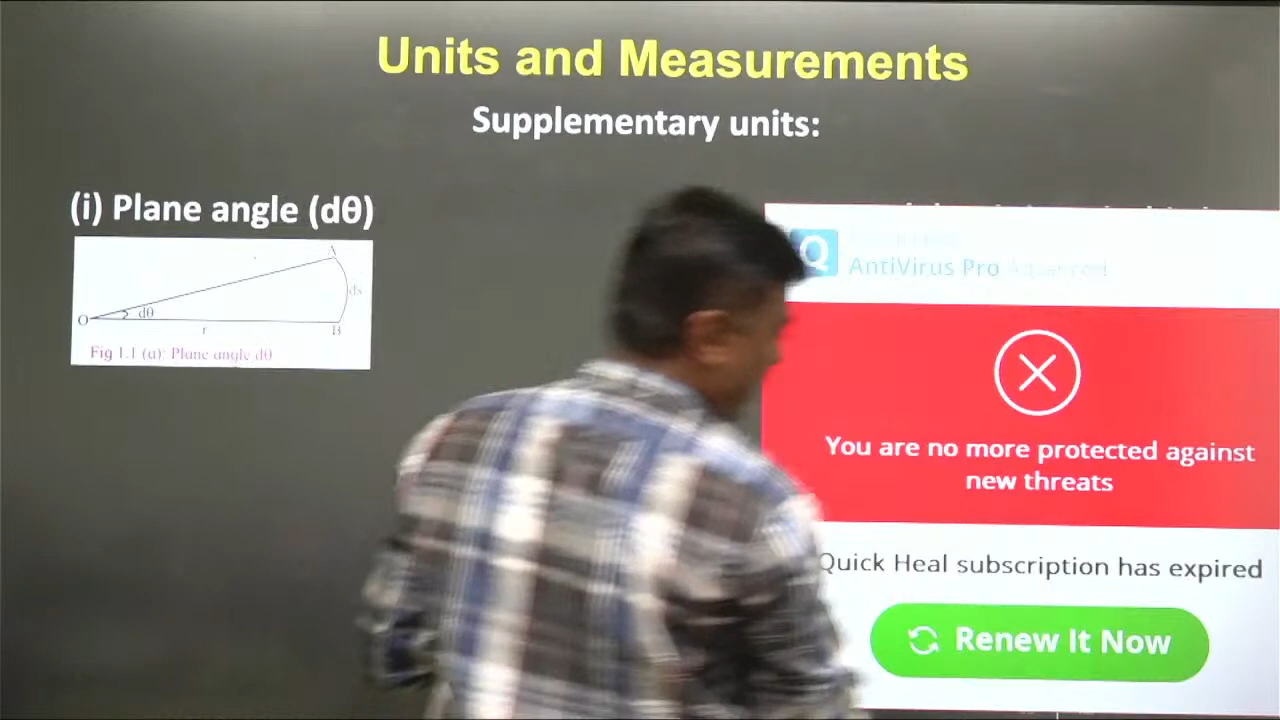 Units and Measurements
Supplementary units:
(i) Plane angle (dθ)
A
ds
O
dθ
r
B
Fig 1.1 (a): Plane angle dθ
Q
AntiVirus Pro Advanced
You are no more protected against
new threats
Quick Heal subscription has expired
Renew It Now